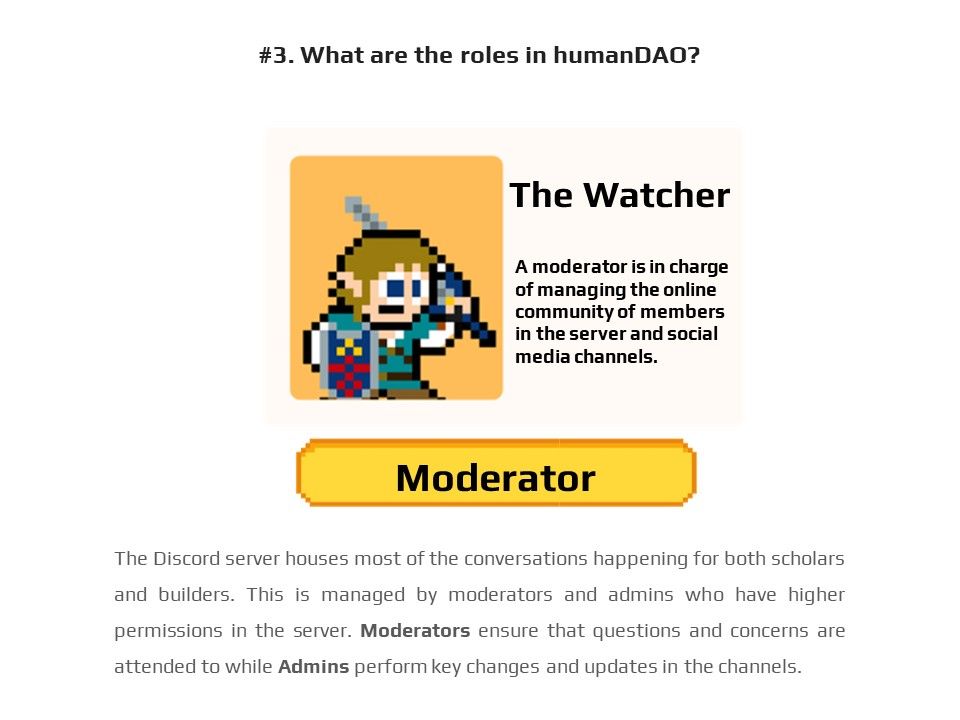 #3. What are the roles in humanDAO?
The Watcher
A moderator is in charge
of managing the online
community of members
in the server and social
media channels.
Moderator
The Discord server houses most of the conversations happening for both scholars
and builders. This is managed by moderators and admins who have higher
permissions in the server. Moderators ensure that questions and concerns are
attended to while Admins perform key changes and updates in the channels.